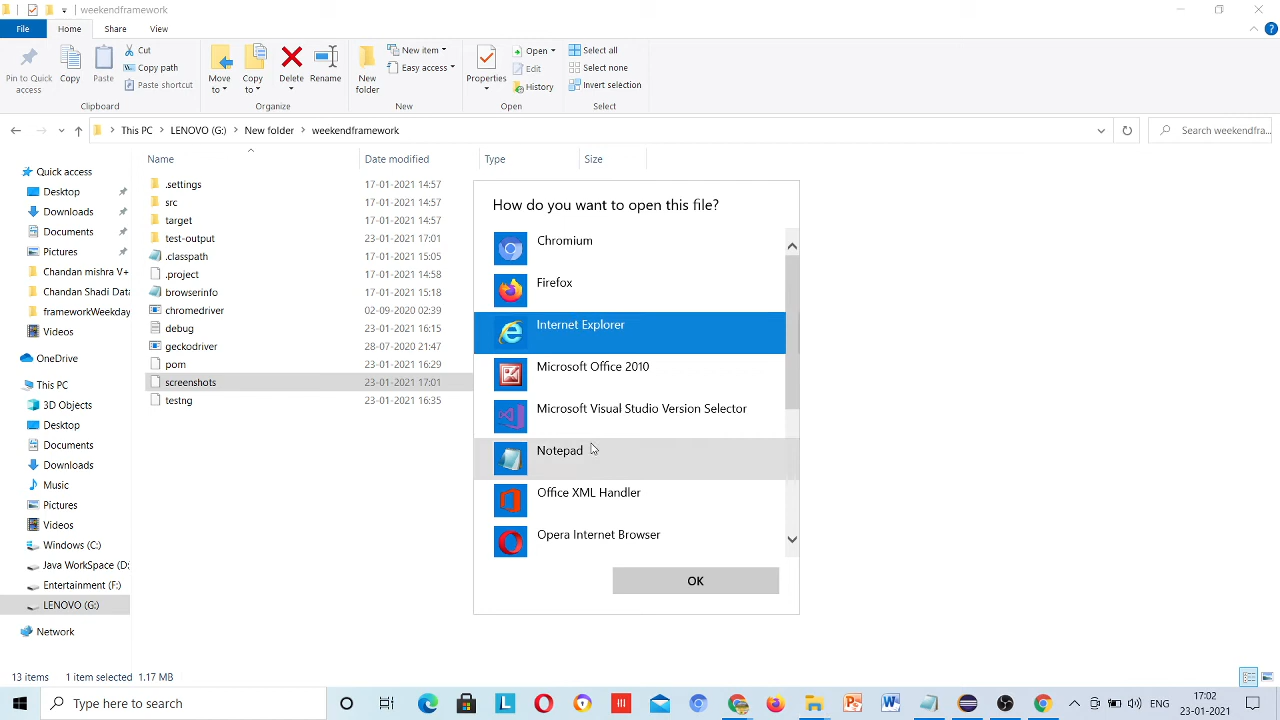 weekendframework
File
Home
Share
View
Pin to Quick
access
Copy
Paste
Cut
Copy path
Paste shortcut
Clipboard
Move
to
Copy
to
Delete
Rename
Organize
New
folder
New item
Easy access
New
Properties
Open
Edit
History
Open
Select all
Select none
Invert selection
Select
This PC
LENOVO (G:)
New folder
weekendframework
Search weekendfra...
Name
Date modified
Type
Size
Quick access
Desktop
Downloads
Documents
Pictures
Chandan mishra V+
Chandan Shadi Data
frameworkWeekday
Videos
OneDrive
This PC
3D Objects
Desktop
Documents
Downloads
Music
Pictures
Videos
Windows (C:)
Java WorkSpace (D:
Entertainment (F:)
LENOVO (G:)
Network
.settings 17-01-2021 14:57
src 17-01-2021 14:57
target 17-01-2021 14:57
test-output 23-01-2021 17:01
.classpath 17-01-2021 15:05
.project 17-01-2021 14:58
browserinfo 17-01-2021 15:18
chromedriver 02-09-2020 02:39
debug 23-01-2021 16:15
geckodriver 28-07-2020 21:47
pom 23-01-2021 16:29
screenshots 23-01-2021 17:01
testng 23-01-2021 16:35
How do you want to open this file?
Chromium
Firefox
Internet Explorer
Microsoft Office 2010
Microsoft Visual Studio Version Selector
Notepad
Office XML Handler
Opera Internet Browser
OK
13 items
1 item selected 1.17 MB
Type here to search
ENG
17:02
23-01-2021